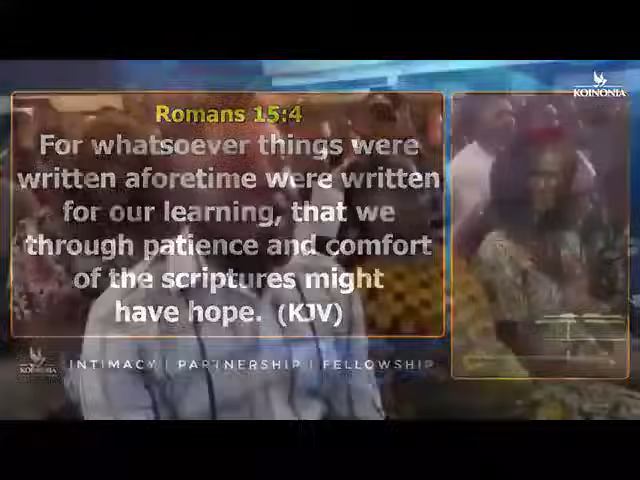 KOINONIA
Romans 15:4
For whatsoever things were
written aforetime were written
for our learning, that we
through patience and comfort
of the scriptures might
have hope. (KJV)
KOINONIA
INTIMACY | PARTNERSHIP | FELLOWSHIP